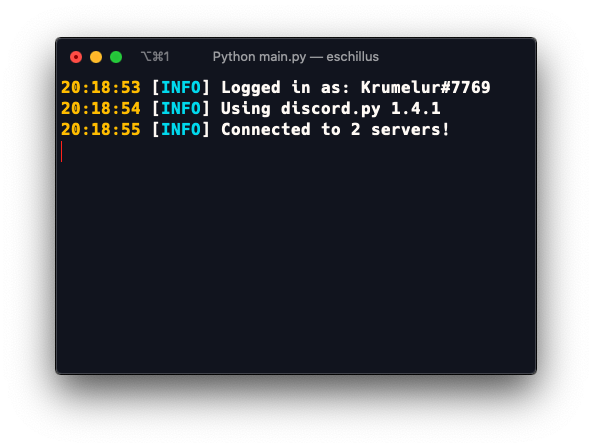 ⌥⌘1 Python main.py — eschillus
20:18:53 [INFO] Logged in as: Krumelur#7769
20:18:54 [INFO] Using discord.py 1.4.1
20:18:55 [INFO] Connected to 2 servers!